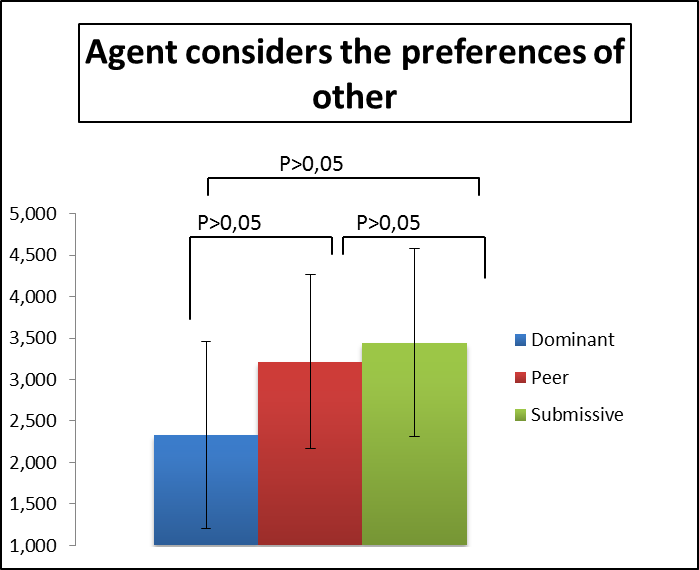 Agent considers the preferences of
other
P>0,05
P>0,05
P>0,05
5,000
4,500
4,000
3,500
3,000
2,500
2,000
1,500
1,000
Dominant
Peer
Submissive